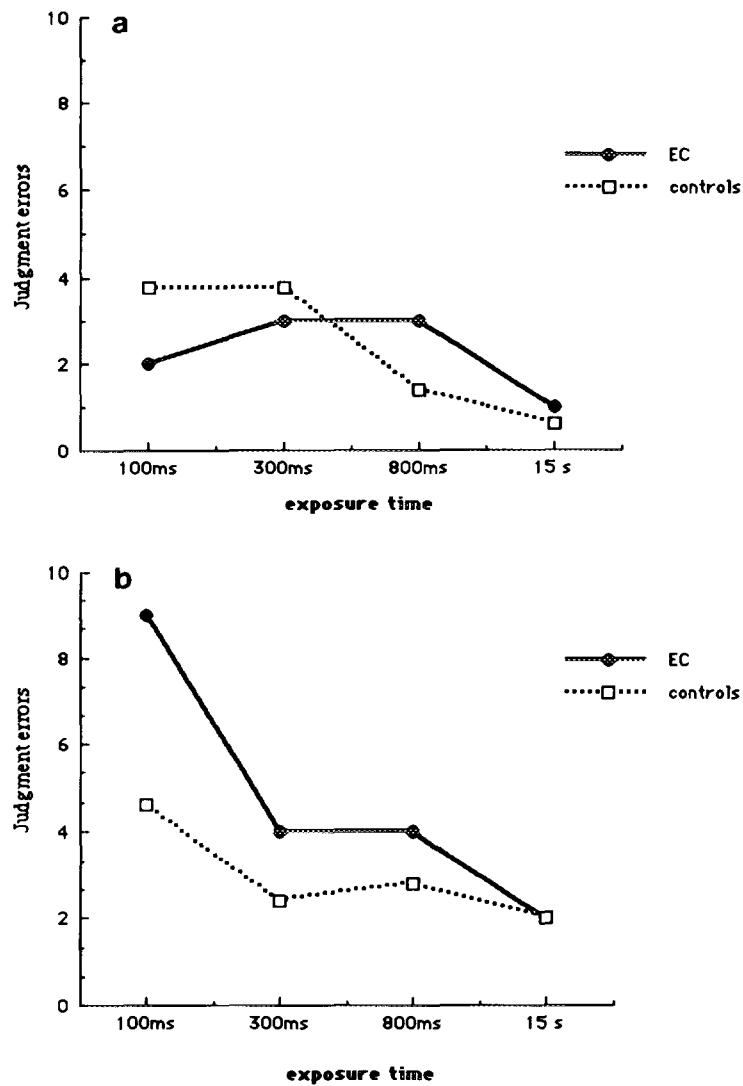 a
10
8
6
4
2
0
Judgment errors
EC
controls
100ms 300ms 800ms 15 s
exposure time
b
10
8
6
4
2
0
Judgment errors
EC
controls
100ms 300ms 800ms 15 s
exposure time